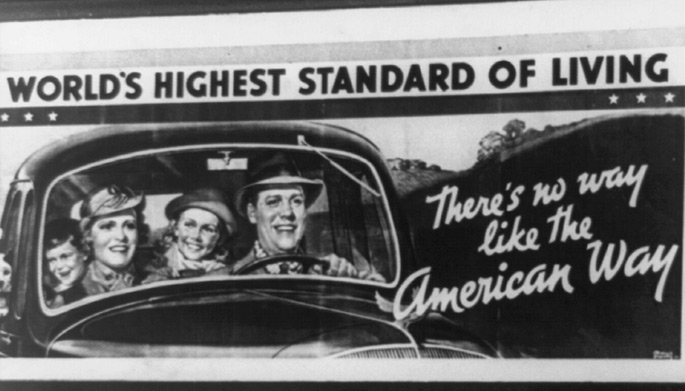 WORLD'S HIGHEST STANDARD OF LIVING
There's no way
like the
American Way